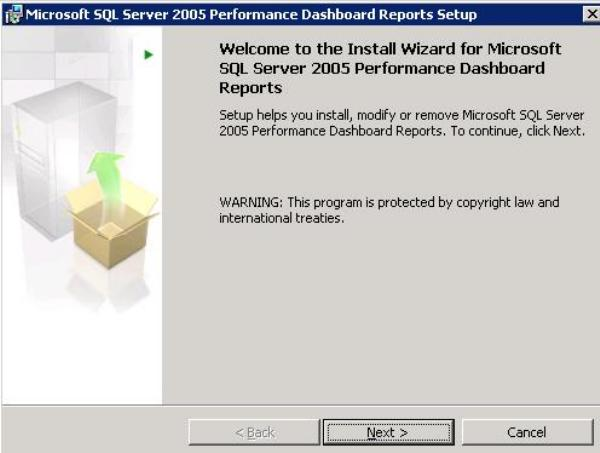 Microsoft SQL Server 2005 Performance Dashboard Reports Setup
Welcome to the Install Wizard for Microsoft
SQL Server 2005 Performance Dashboard
Reports
Setup helps you install, modify or remove Microsoft SQL Server
2005 Performance Dashboard Reports. To continue, click Next.
WARNING: This program is protected by copyright law and
international treaties.
< Back
Next >
Cancel